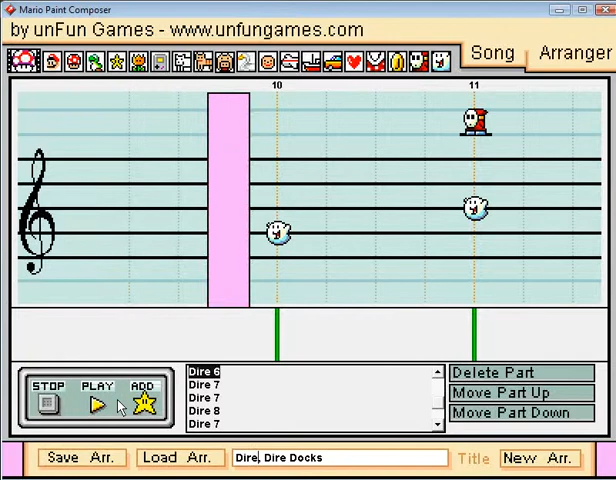 Mario Paint Composer
by unFun Games - www.unfungames.com
Song
Arranger
10
11
STOP
PLAY
ADD
Dire 6
Dire 7
Dire 7
Dire 8
Dire 7
Delete Part
Move Part Up
Move Part Down
Save Arr.
Load Arr.
Dire, Dire Docks
Title
New Arr.